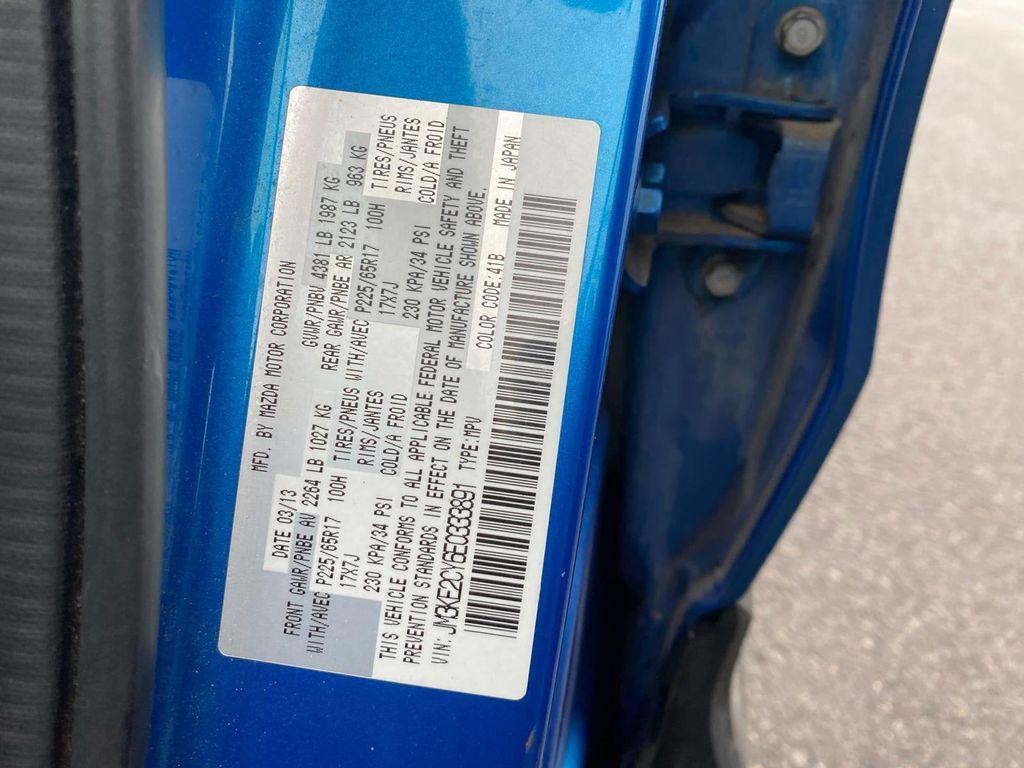 MFD. BY MAZDA MOTOR CORPORATION
DATE 03/13 GVWR/PNBV 4381 LB 1987 KG
FRONT GAWR/PNBE AV 2264 LB 1027 KG REAR GAWR/PNBE AR 2123 LB 963 KG
WITH/AVEC P225/65R17 100H TIRES/PNEUS WITH/AVEC P225/65R17 100H TIRES/PNEUS
17X7J RIMS/JANTES 17X7J RIMS/JANTES
230 KPA/34 PSI COLD/A FROID 230 KPA/34 PSI COLD/A FROID
THIS VEHICLE CONFORMS TO ALL APPLICABLE FEDERAL MOTOR VEHICLE SAFETY AND THEFT
PREVENTION STANDARDS IN EFFECT ON THE DATE OF MANUFACTURE SHOWN ABOVE.
VIN: JM3KE2CY6E0333891 TYPE:MPV COLOR CODE:41B MADE IN JAPAN